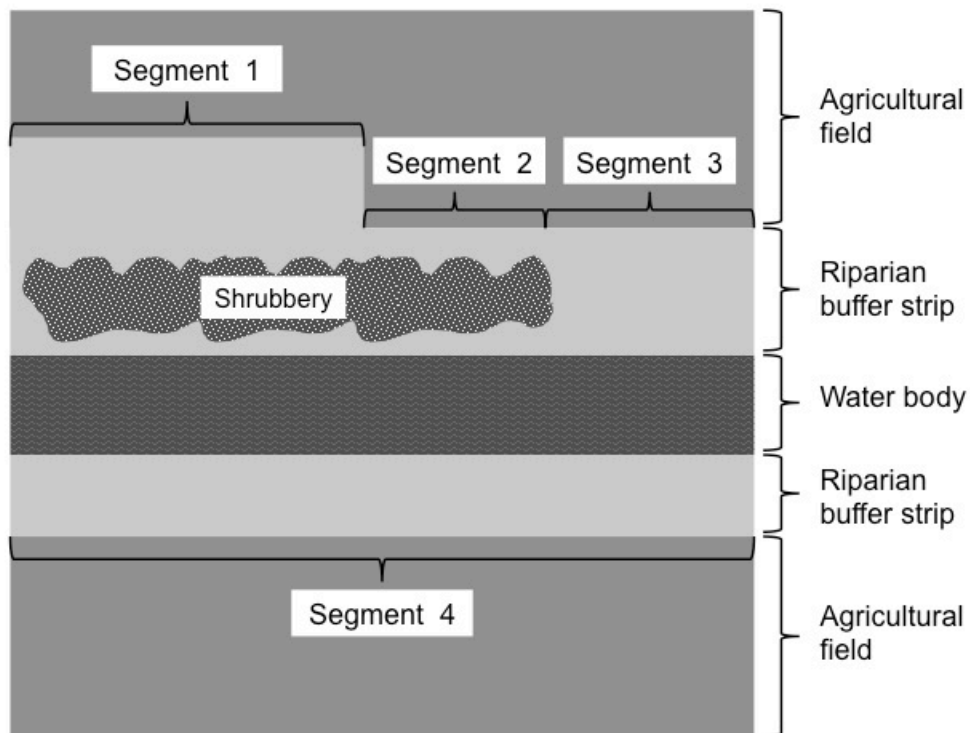 Segment 1
Agricultural
field
Segment 2
Segment 3
Shrubbery
Riparian
buffer strip
Water body
Riparian
buffer strip
Segment 4
Agricultural
field